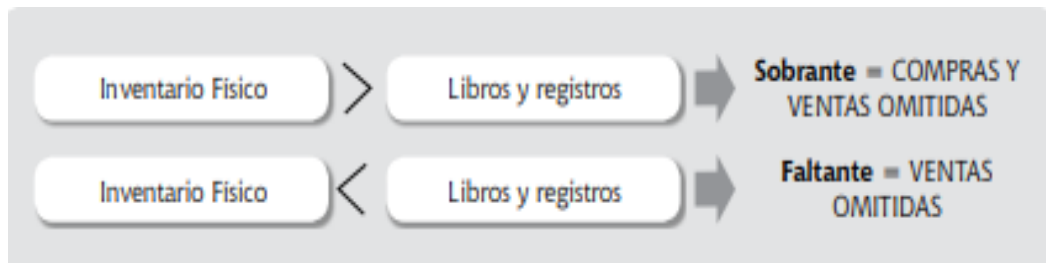 Inventario Físico > Libros y registros Sobrante = COMPRAS Y
VENTAS OMITIDAS
Inventario Físico < Libros y registros Faltante = VENTAS
OMITIDAS